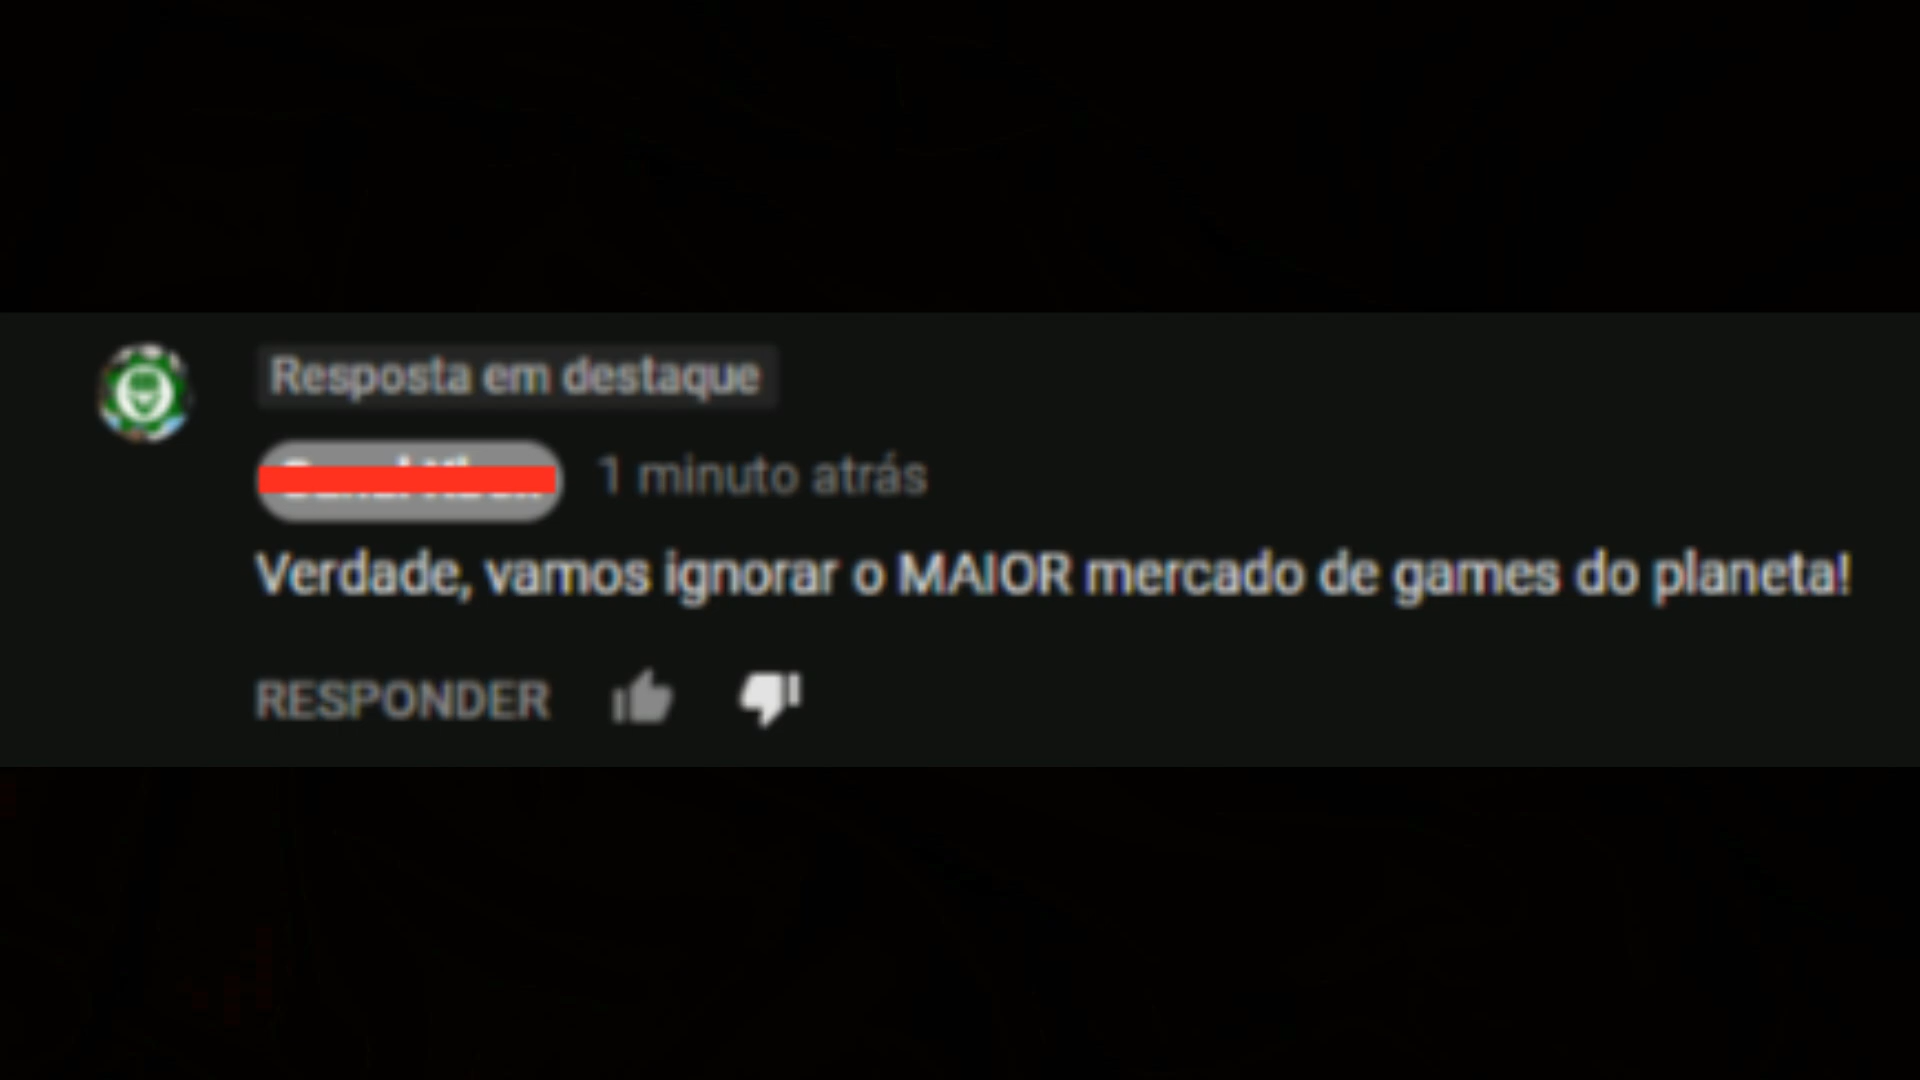 Resposta em destaque
1 minuto atrás
Verdade, vamos ignorar o MAIOR mercado de games do planeta!
RESPONDER